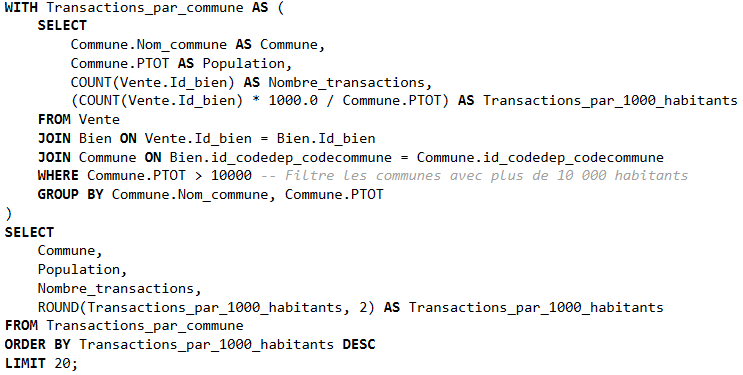 WITH Transactions_par_commune AS (
    SELECT
        Commune.Nom_commune AS Commune,
        Commune.PTOT AS Population,
        COUNT(Vente.Id_bien) AS Nombre_transactions,
        (COUNT(Vente.Id_bien) * 1000.0 / Commune.PTOT) AS Transactions_par_1000_habitants
    FROM Vente
    JOIN Bien ON Vente.Id_bien = Bien.Id_bien
    JOIN Commune ON Bien.id_codedep_codecommune = Commune.id_codedep_codecommune
    WHERE Commune.PTOT > 10000 -- Filtre les communes avec plus de 10 000 habitants
    GROUP BY Commune.Nom_commune, Commune.PTOT
)
SELECT
    Commune,
    Population,
    Nombre_transactions,
    ROUND(Transactions_par_1000_habitants, 2) AS Transactions_par_1000_habitants
FROM Transactions_par_commune
ORDER BY Transactions_par_1000_habitants DESC
LIMIT 20;